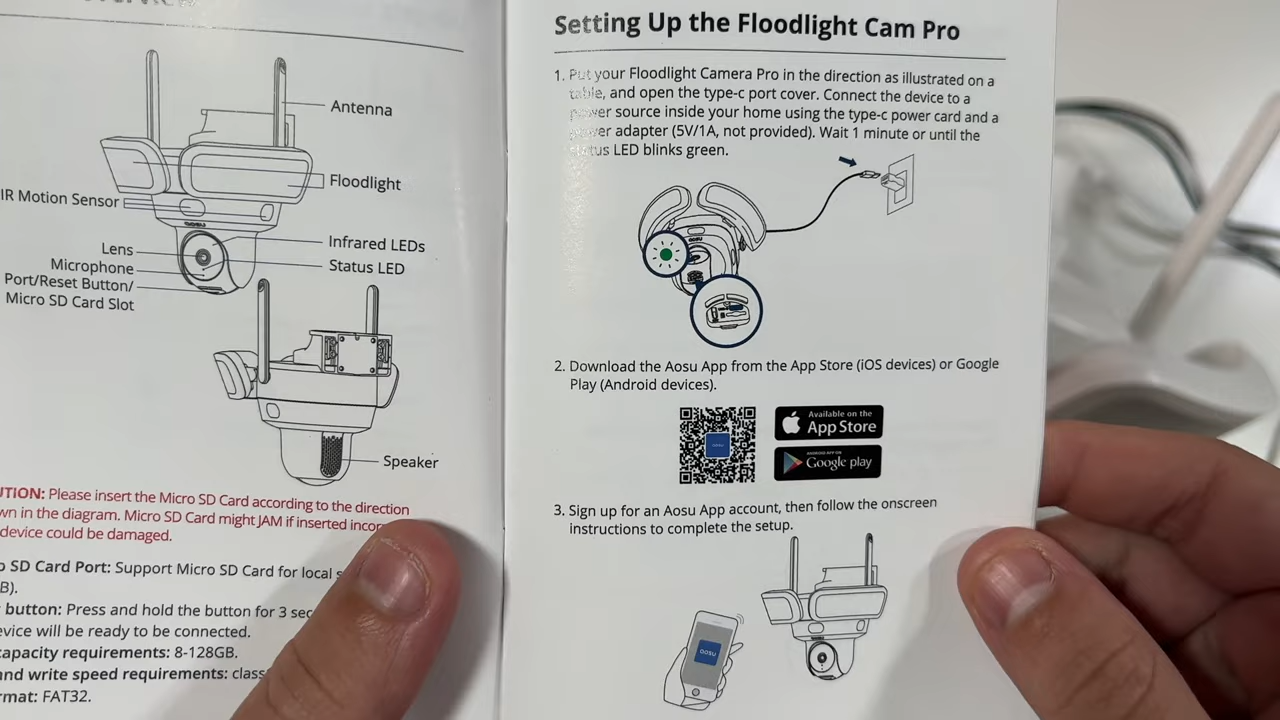 Antenna
Floodlight
IR Motion Sensor
Infrared LEDs
Lens
Status LED
Microphone
Port/Reset Button/
Micro SD Card Slot
Speaker
UTION: Please insert the Micro SD Card according to the direction
wn in the diagram. Micro SD Card might JAM if inserted incor
device could be damaged.
o SD Card Port: Support Micro SD Card for local s
B).
button: Press and hold the button for 3 sec
evice will be ready to be connected.
capacity requirements: 8-128GB.
and write speed requirements: class
rmat: FAT32.
Setting Up the Floodlight Cam Pro
1. Put your Floodlight Camera Pro in the direction as illustrated on a
table, and open the type-c port cover. Connect the device to a
power source inside your home using the type-c power card and a
power adapter (5V/1A, not provided). Wait 1 minute or until the
status LED blinks green.
aosu
2. Download the Aosu App from the App Store (iOS devices) or Google
Play (Android devices).
aosu
Available on the
App Store
ANDROID APP ON
Google play
3. Sign up for an Aosu App account, then follow the onscreen
instructions to complete the setup.
aosu